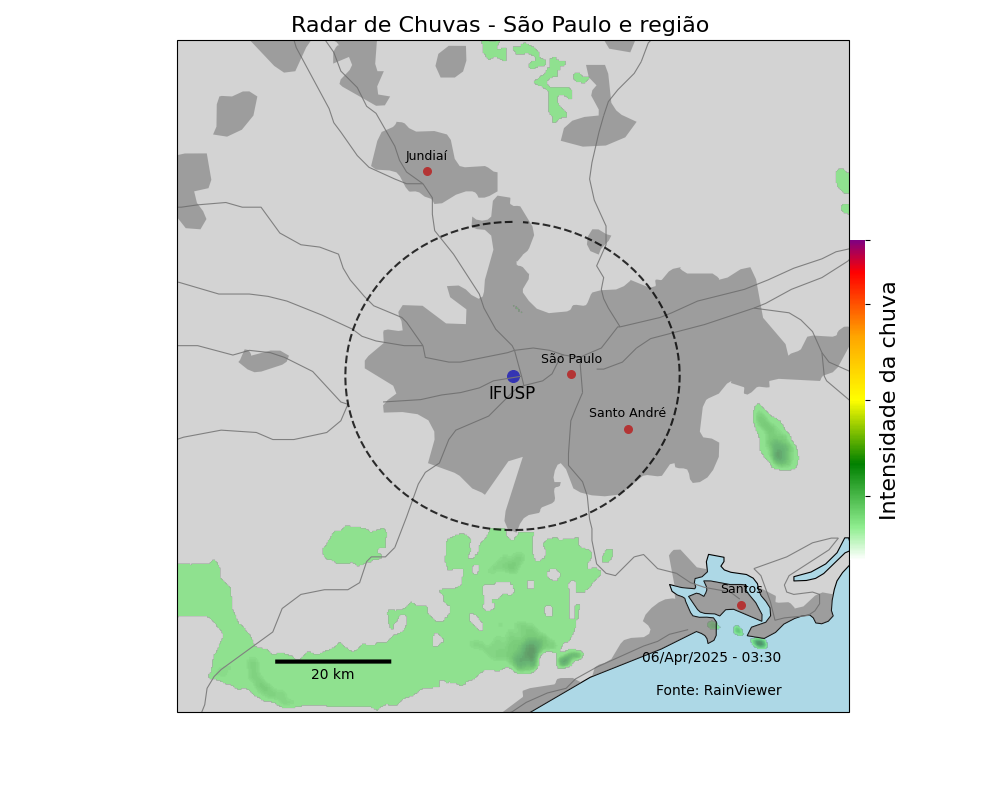 Radar de Chuvas - São Paulo e região
Jundiaí
São Paulo
IFUSP
Santo André
Intensidade da chuva
Santos
06/Apr/2025 - 03:30
20 km
Fonte: RainViewer